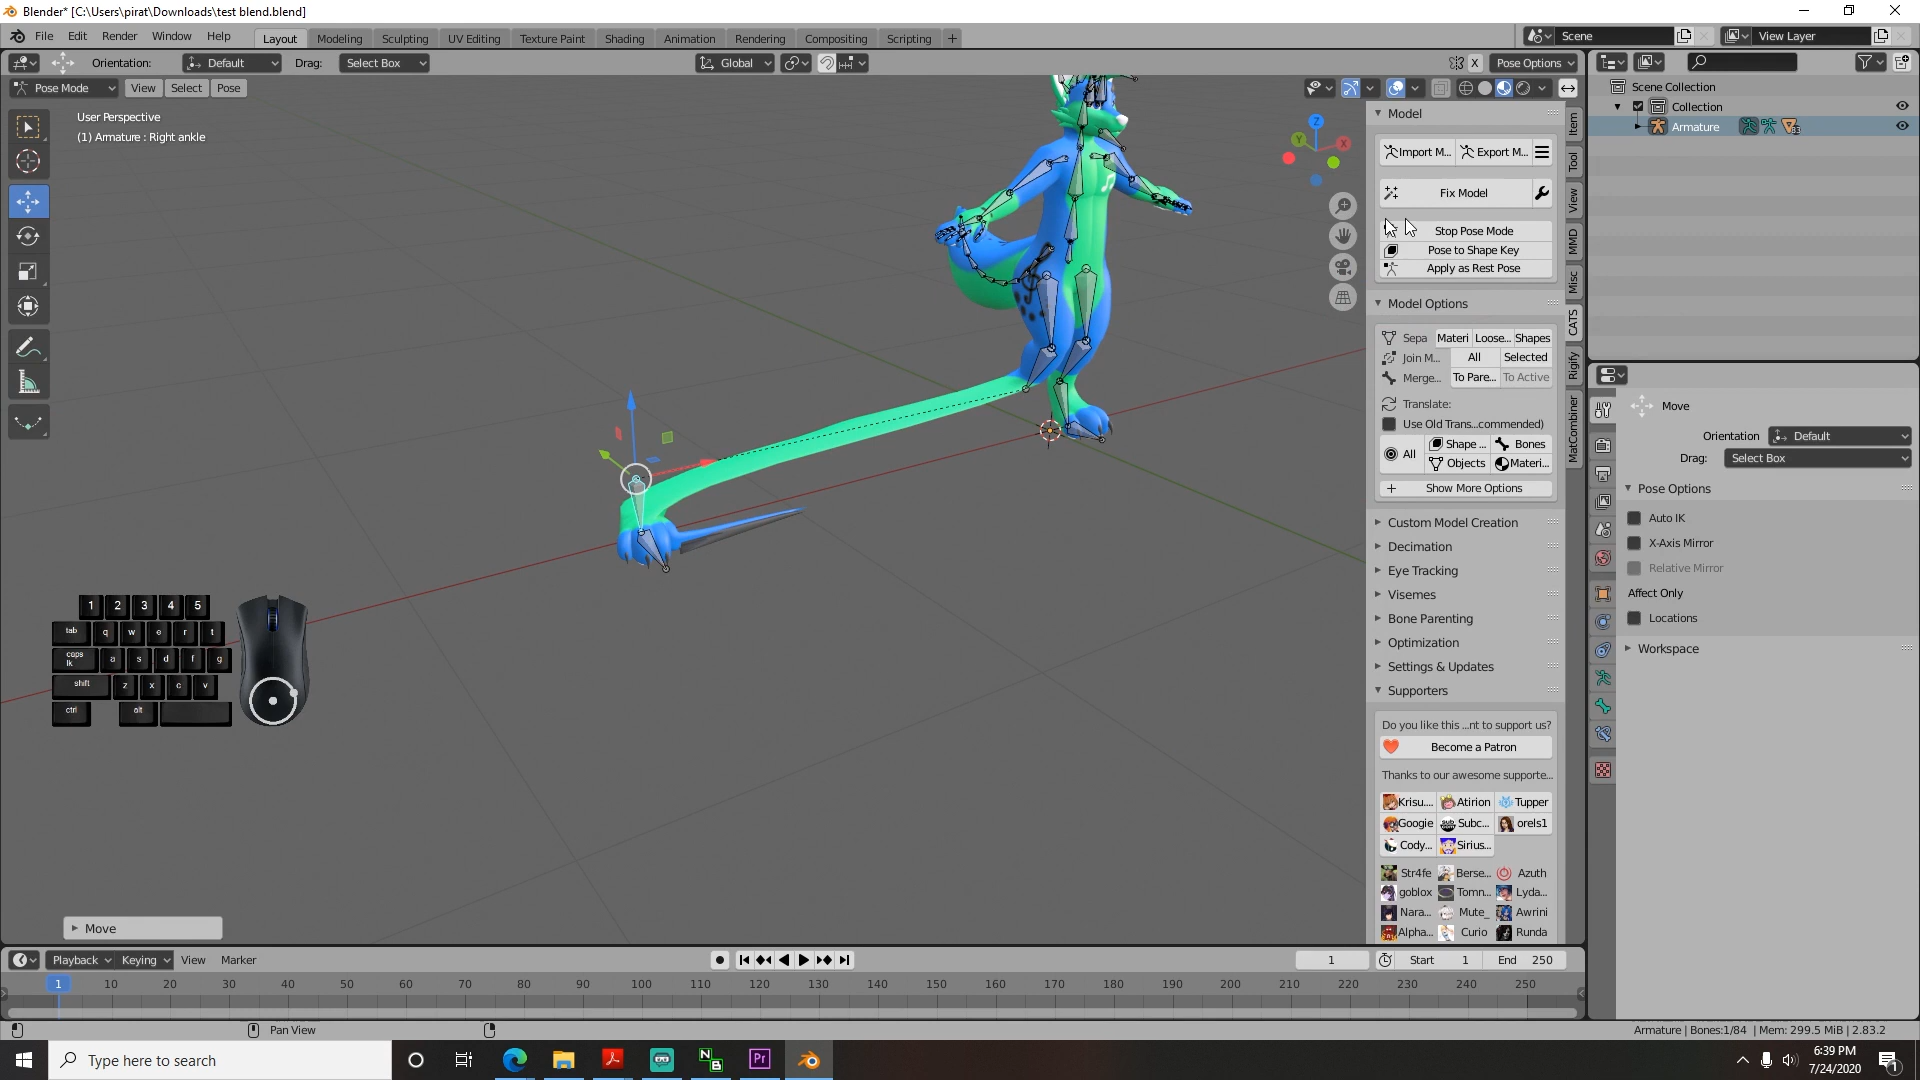 Blender* [C:\Users\pirat\Downloads\test blend.blend]
File Edit Render Window Help Layout Modeling Sculpting UV Editing Texture Paint Shading Animation Rendering Compositing Scripting + Scene View Layer
Orientation: Default Drag: Select Box Global X Pose Options
Pose Mode View Select Pose
User Perspective
(1) Armature : Right ankle
Z
Y
X
Model
Import M... Export M...
Fix Model
Stop Pose Mode
Pose to Shape Key
Apply as Rest Pose
Model Options
Sepa Materi Loose... Shapes
Join M... All Selected
Merge... To Pare... To Active
Translate:
Use Old Trans...commended)
All Shape ... Bones
Objects Materi...
Show More Options
Custom Model Creation
Decimation
Eye Tracking
Visemes
Bone Parenting
Optimization
Settings & Updates
Supporters
Do you like this ...nt to support us?
Become a Patron
Thanks to our awesome supporte...
Krisu.... Atirion Tupper
Googie Subc... orels1
Cody... Sirius...
Str4fe Berse... Azuth
goblox Tomn... Lyda...
Nara... Mute_ Awrini
Alpha... Curio Runda
Item
Tool
View
MMD
Misc
CATS
Rigify
MatCombiner
Scene Collection
Collection
Armature
Move
Orientation Default
Drag: Select Box
Pose Options
Auto IK
X-Axis Mirror
Relative Mirror
Affect Only
Locations
Workspace
1 2 3 4 5
tab q w e r t
caps lk a s d f g
shift z x c v
ctrl alt
Move
Playback Keying View Marker 1 Start 1 End 250
1 10 20 30 40 50 60 70 80 90 100 110 120 130 140 150 160 170 180 190 200 210 220 230 240 250
Pan View
Armature | Bones:1/84 | Mem: 299.5 MiB | 2.83.2
Type here to search
Pr
6:39 PM
7/24/2020